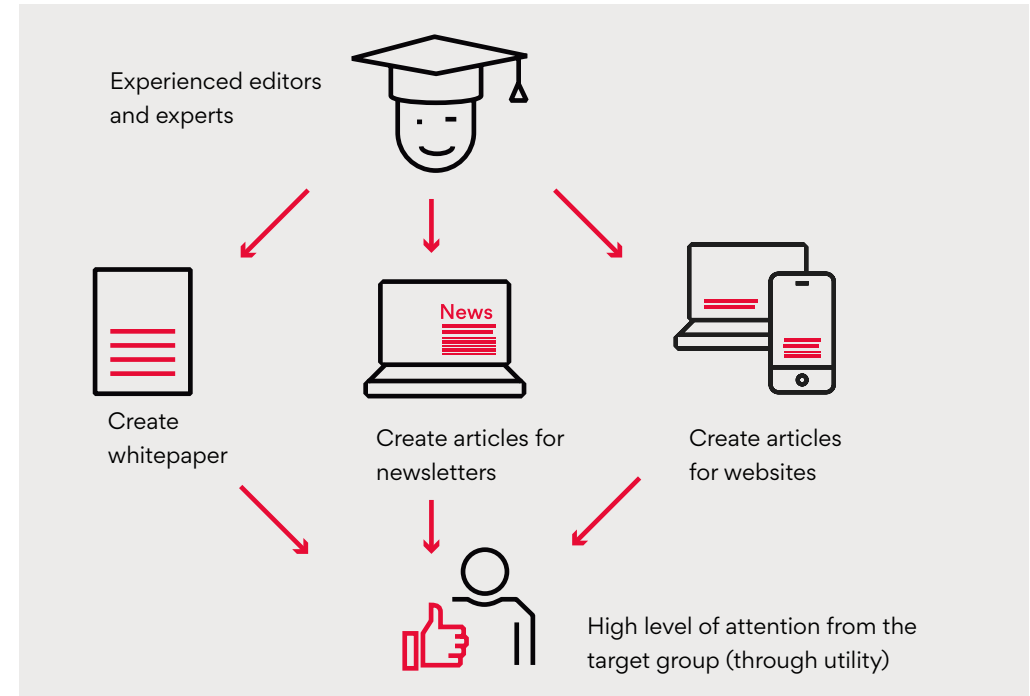 Experienced editors
and experts
News
Create
whitepaper
Create articles for
newsletters
Create articles
for websites
High level of attention from the
target group (through utility)